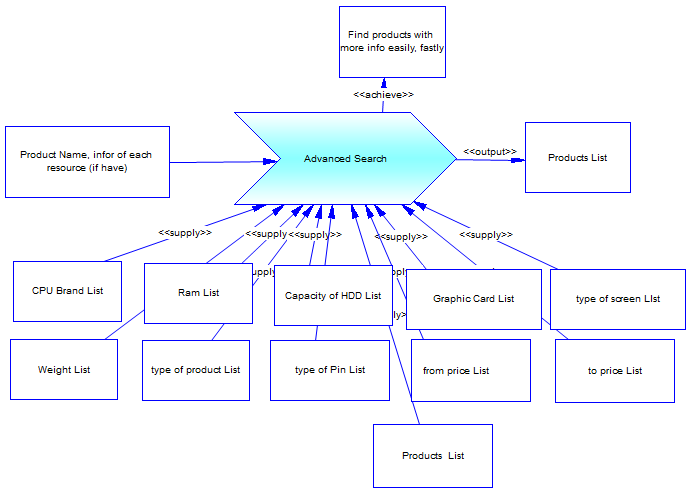 Find products with
more info easily, fastly
<<achieve>>
Product Name, infor of each
resource (if have)
Advanced Search
<<output>>
Products List
<<supply>>
<<supply
<<supply>>
<<supply>>
<<supply>>
CPU Brand List
Ram List
Capacity of HDD List
Graphic Card List
type of screen LIst
Weight List
type of product List
type of Pin List
from price List
to price List
Products List